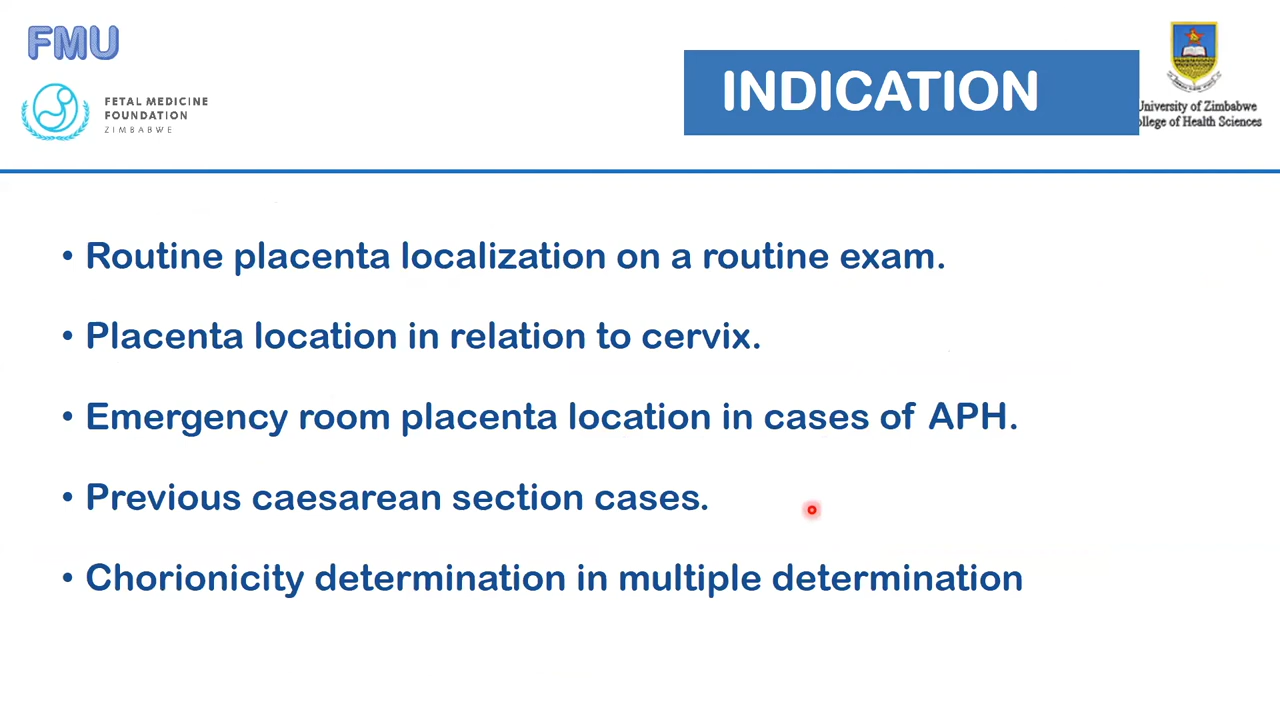 FMU
FETAL MEDICINE
FOUNDATION
ZIMBABWE
INDICATION
University of Zimbabwe
ollege of Health Sciences
• Routine placenta localization on a routine exam.
• Placenta location in relation to cervix.
• Emergency room placenta location in cases of APH.
• Previous caesarean section cases.
• Chorionicity determination in multiple determination